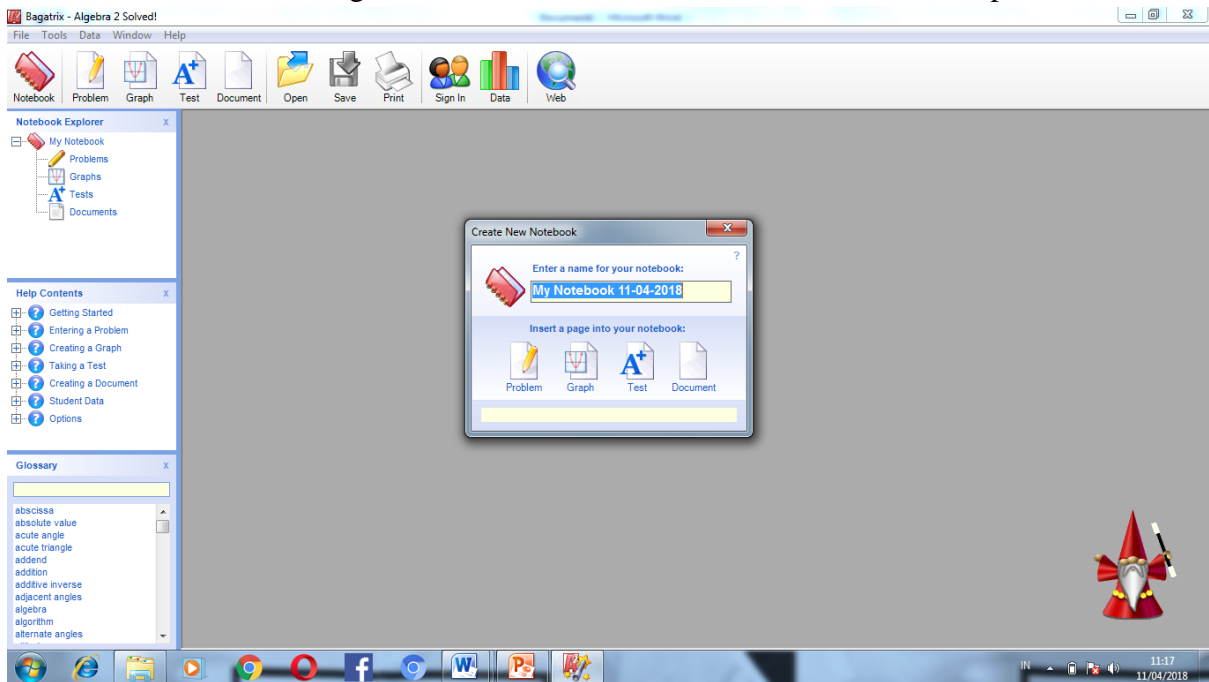 Bagatrix - Algebra 2 Solved!
File Tools Data Window Help
Notebook Problem Graph Test Document Open Save Print Sign In Data Web
Notebook Explorer x
My Notebook
Problems
Graphs
Tests
Documents
Help Contents x
Getting Started
Entering a Problem
Creating a Graph
Taking a Test
Creating a Document
Student Data
Options
Glossary x
abscissa
absolute value
acute angle
acute triangle
addend
addition
additive inverse
adjacent angles
algebra
algorithm
alternate angles
Create New Notebook
?
Enter a name for your notebook:
My Notebook 11-04-2018
Insert a page into your notebook:
Problem Graph Test Document
IN 11:17
11/04/2018